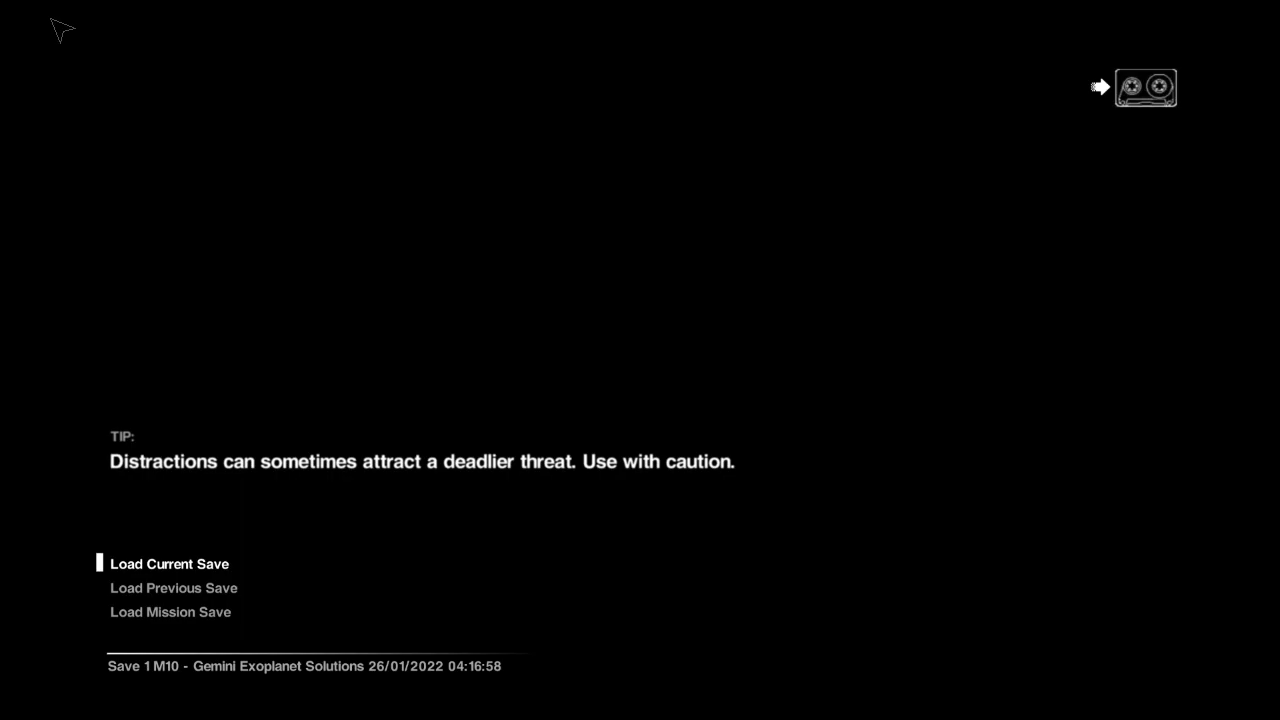 TIP:
Distractions can sometimes attract a deadlier threat. Use with caution.
Load Current Save
Load Previous Save
Load Mission Save
Save 1 M10 - Gemini Exoplanet Solutions 26/01/2022 04:16:58